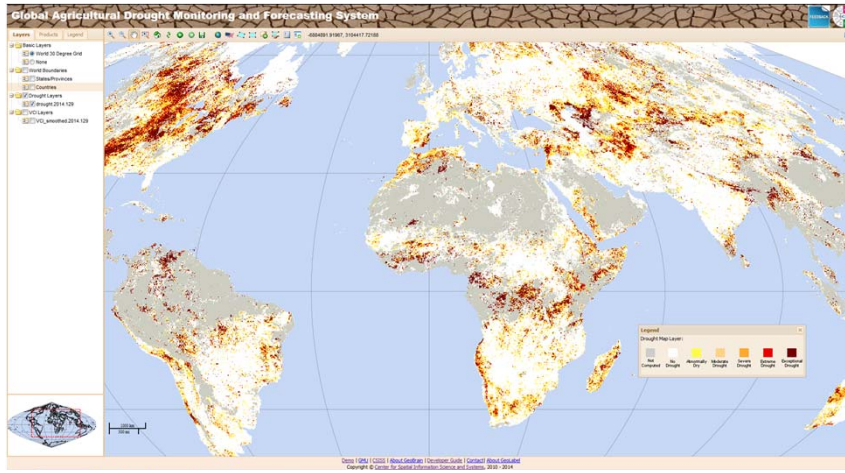 Global Agricultural Drought Monitoring and Forecasting System
FEEDBACK
Layers Products Legend
Basic Layers
World 30 Degree Grid
None
World Boundaries
States/Provinces
Countries
Drought Layers
drought.2014.129
VCI Layers
VCI_smoothed.2014.129
Legend
Drought Map Layer:
Not Computed
No Drought
Abnormally Dry
Moderate Drought
Severe Drought
Extreme Drought
Exceptional Drought
Demo | GMU | CSISS | About GeoBrain | Developer Guide | Contact | About GeoLabel
Copyright © Center for Spatial Information Science and Systems, 2010 - 2014